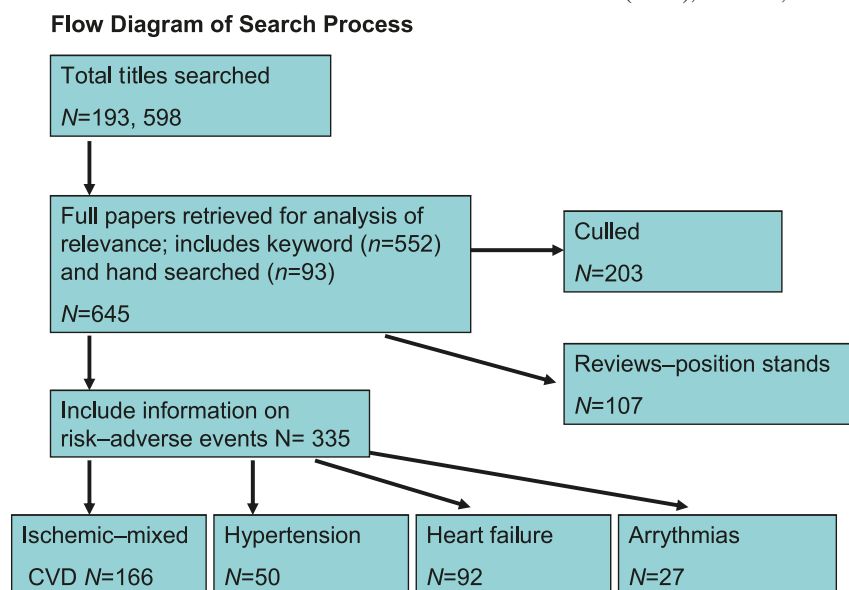 Flow Diagram of Search Process
Total titles searched
N=193, 598
Full papers retrieved for analysis of
relevance; includes keyword (n=552)
and hand searched (n=93)
N=645
Culled
N=203
Reviews–position stands
N=107
Include information on
risk–adverse events N= 335
Ischemic–mixed
CVD N=166
Hypertension
N=50
Heart failure
N=92
Arrythmias
N=27